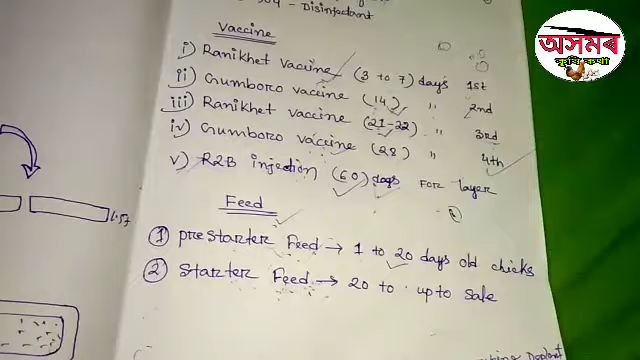 - Disinfectant
Vaccine
i) Ranikhet Vaccine (3 to 7) days 1st
ii) Gumboro vaccine (14) " 2nd
iii) Ranikhet vaccine (21-22) " 3rd
iv) Gumboro vaccine (28) " 4th
v) R2B injection (60) days For layer
Feed
1 prestarter Feed → 1 to 20 days old chicks
2 Starter Feed → 20 to upto sale
অসমৰ
কৃষি কথা